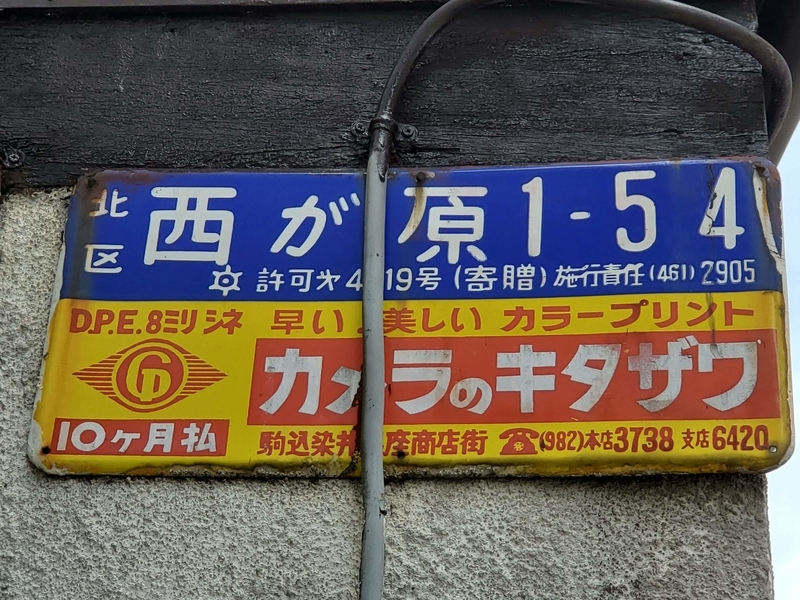 北区 西が原 1-54
許可第4 19号(寄贈) 施行責任(461)2905
D.P.E. 8ミリシネ 早い 美しい カラープリント
カメラのキタザワ
10ヶ月払
駒込染井 座商店街 ☎(982)本店3738 支店6420